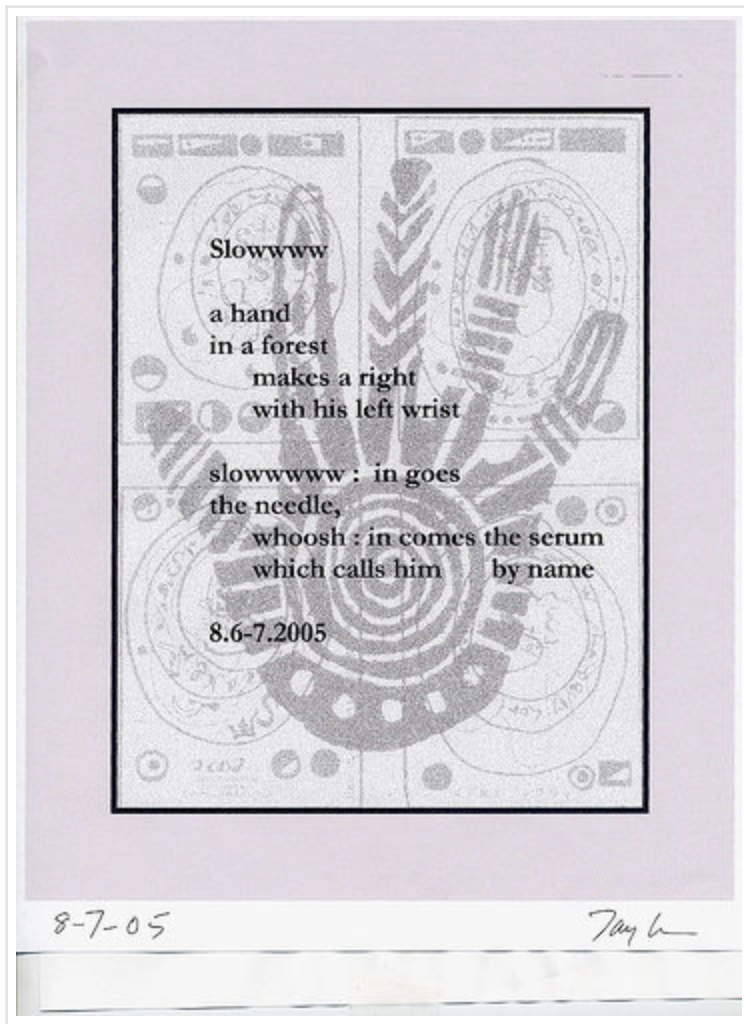 Slowwww
a hand
in a forest
makes a right
with his left wrist
slowwwww : in goes
the needle,
whoosh : in comes the serum
which calls him by name
8.6-7.2005
8-7-05